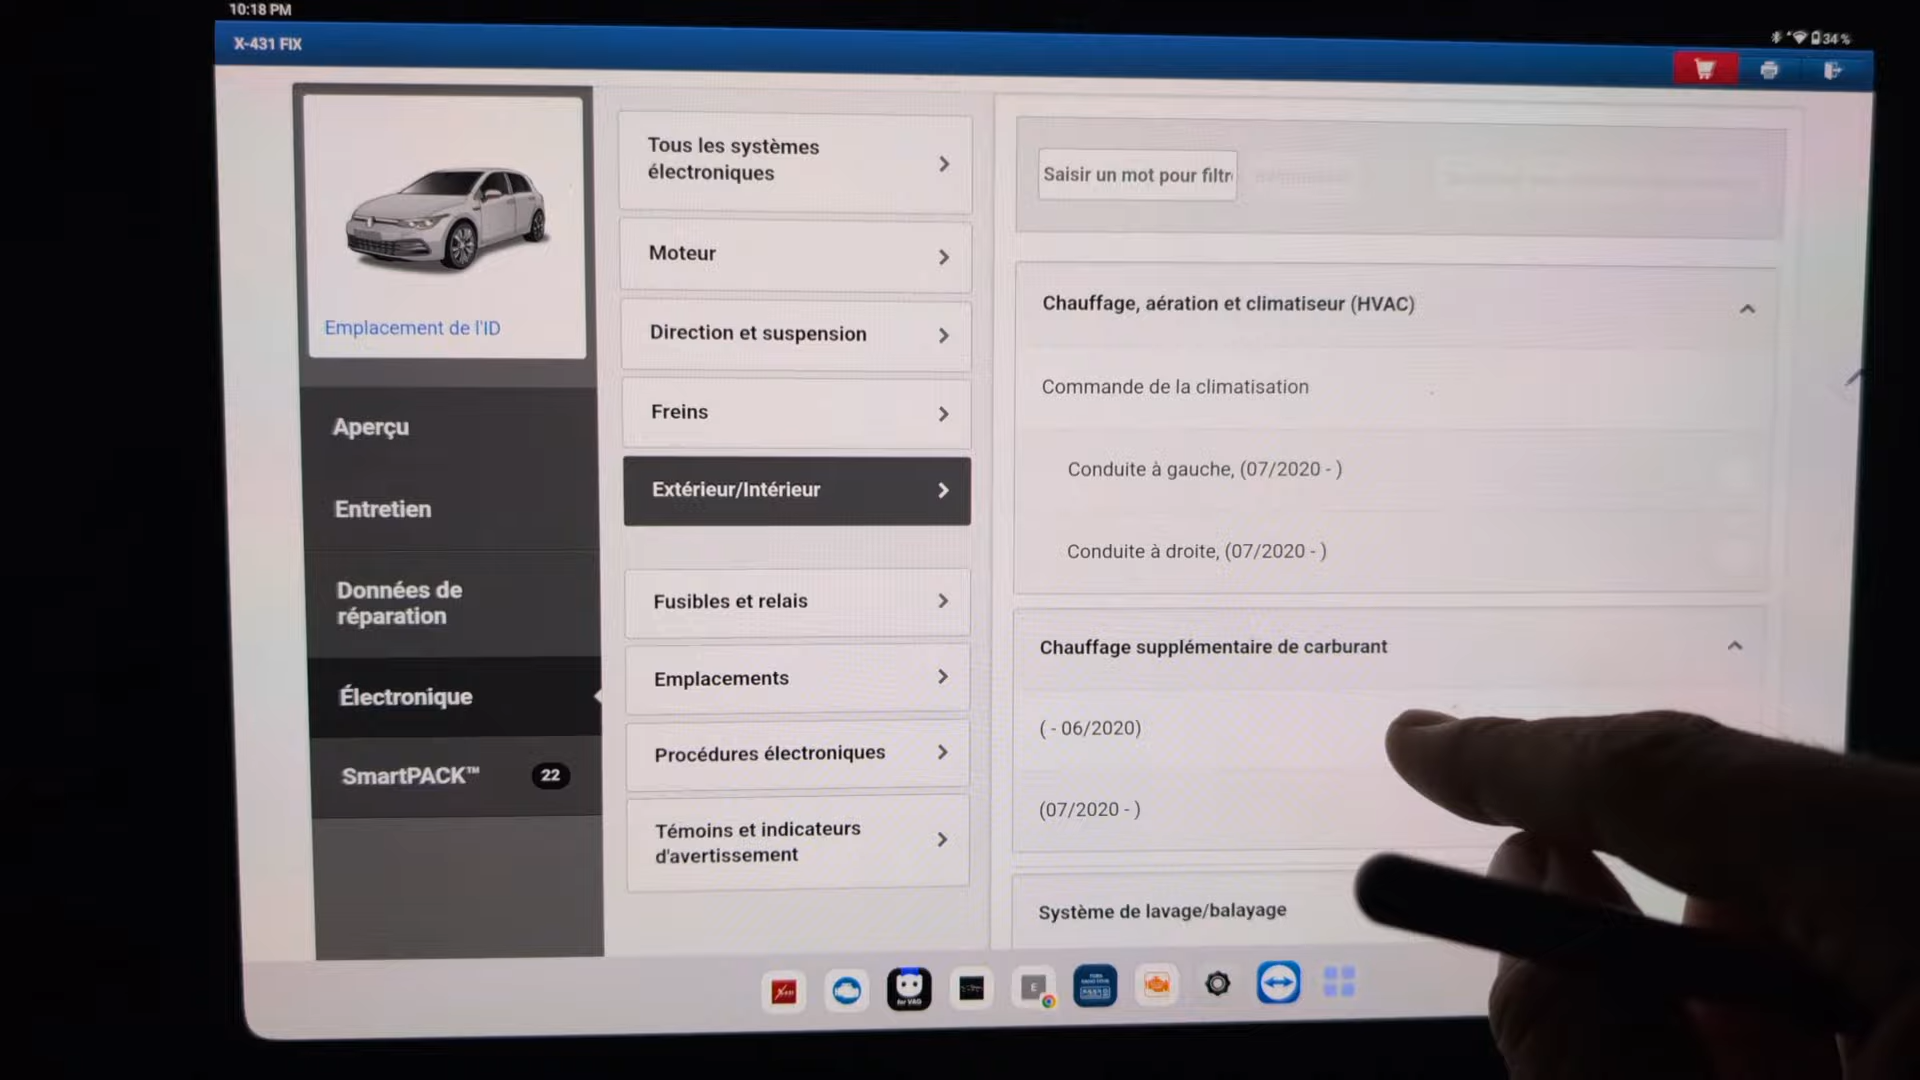 10:18 PM
34%
X-431 FIX
Emplacement de l'ID
Aperçu
Entretien
Données de
réparation
Électronique
SmartPACK™ 22
Tous les systèmes
électroniques
Moteur
Direction et suspension
Freins
Extérieur/Intérieur
Fusibles et relais
Emplacements
Procédures électroniques
Témoins et indicateurs
d'avertissement
Saisir un mot pour filtr
Chauffage, aération et climatiseur (HVAC)
Commande de la climatisation
Conduite à gauche, (07/2020 - )
Conduite à droite, (07/2020 - )
Chauffage supplémentaire de carburant
( - 06/2020)
(07/2020 - )
Système de lavage/balayage
for VAG
E